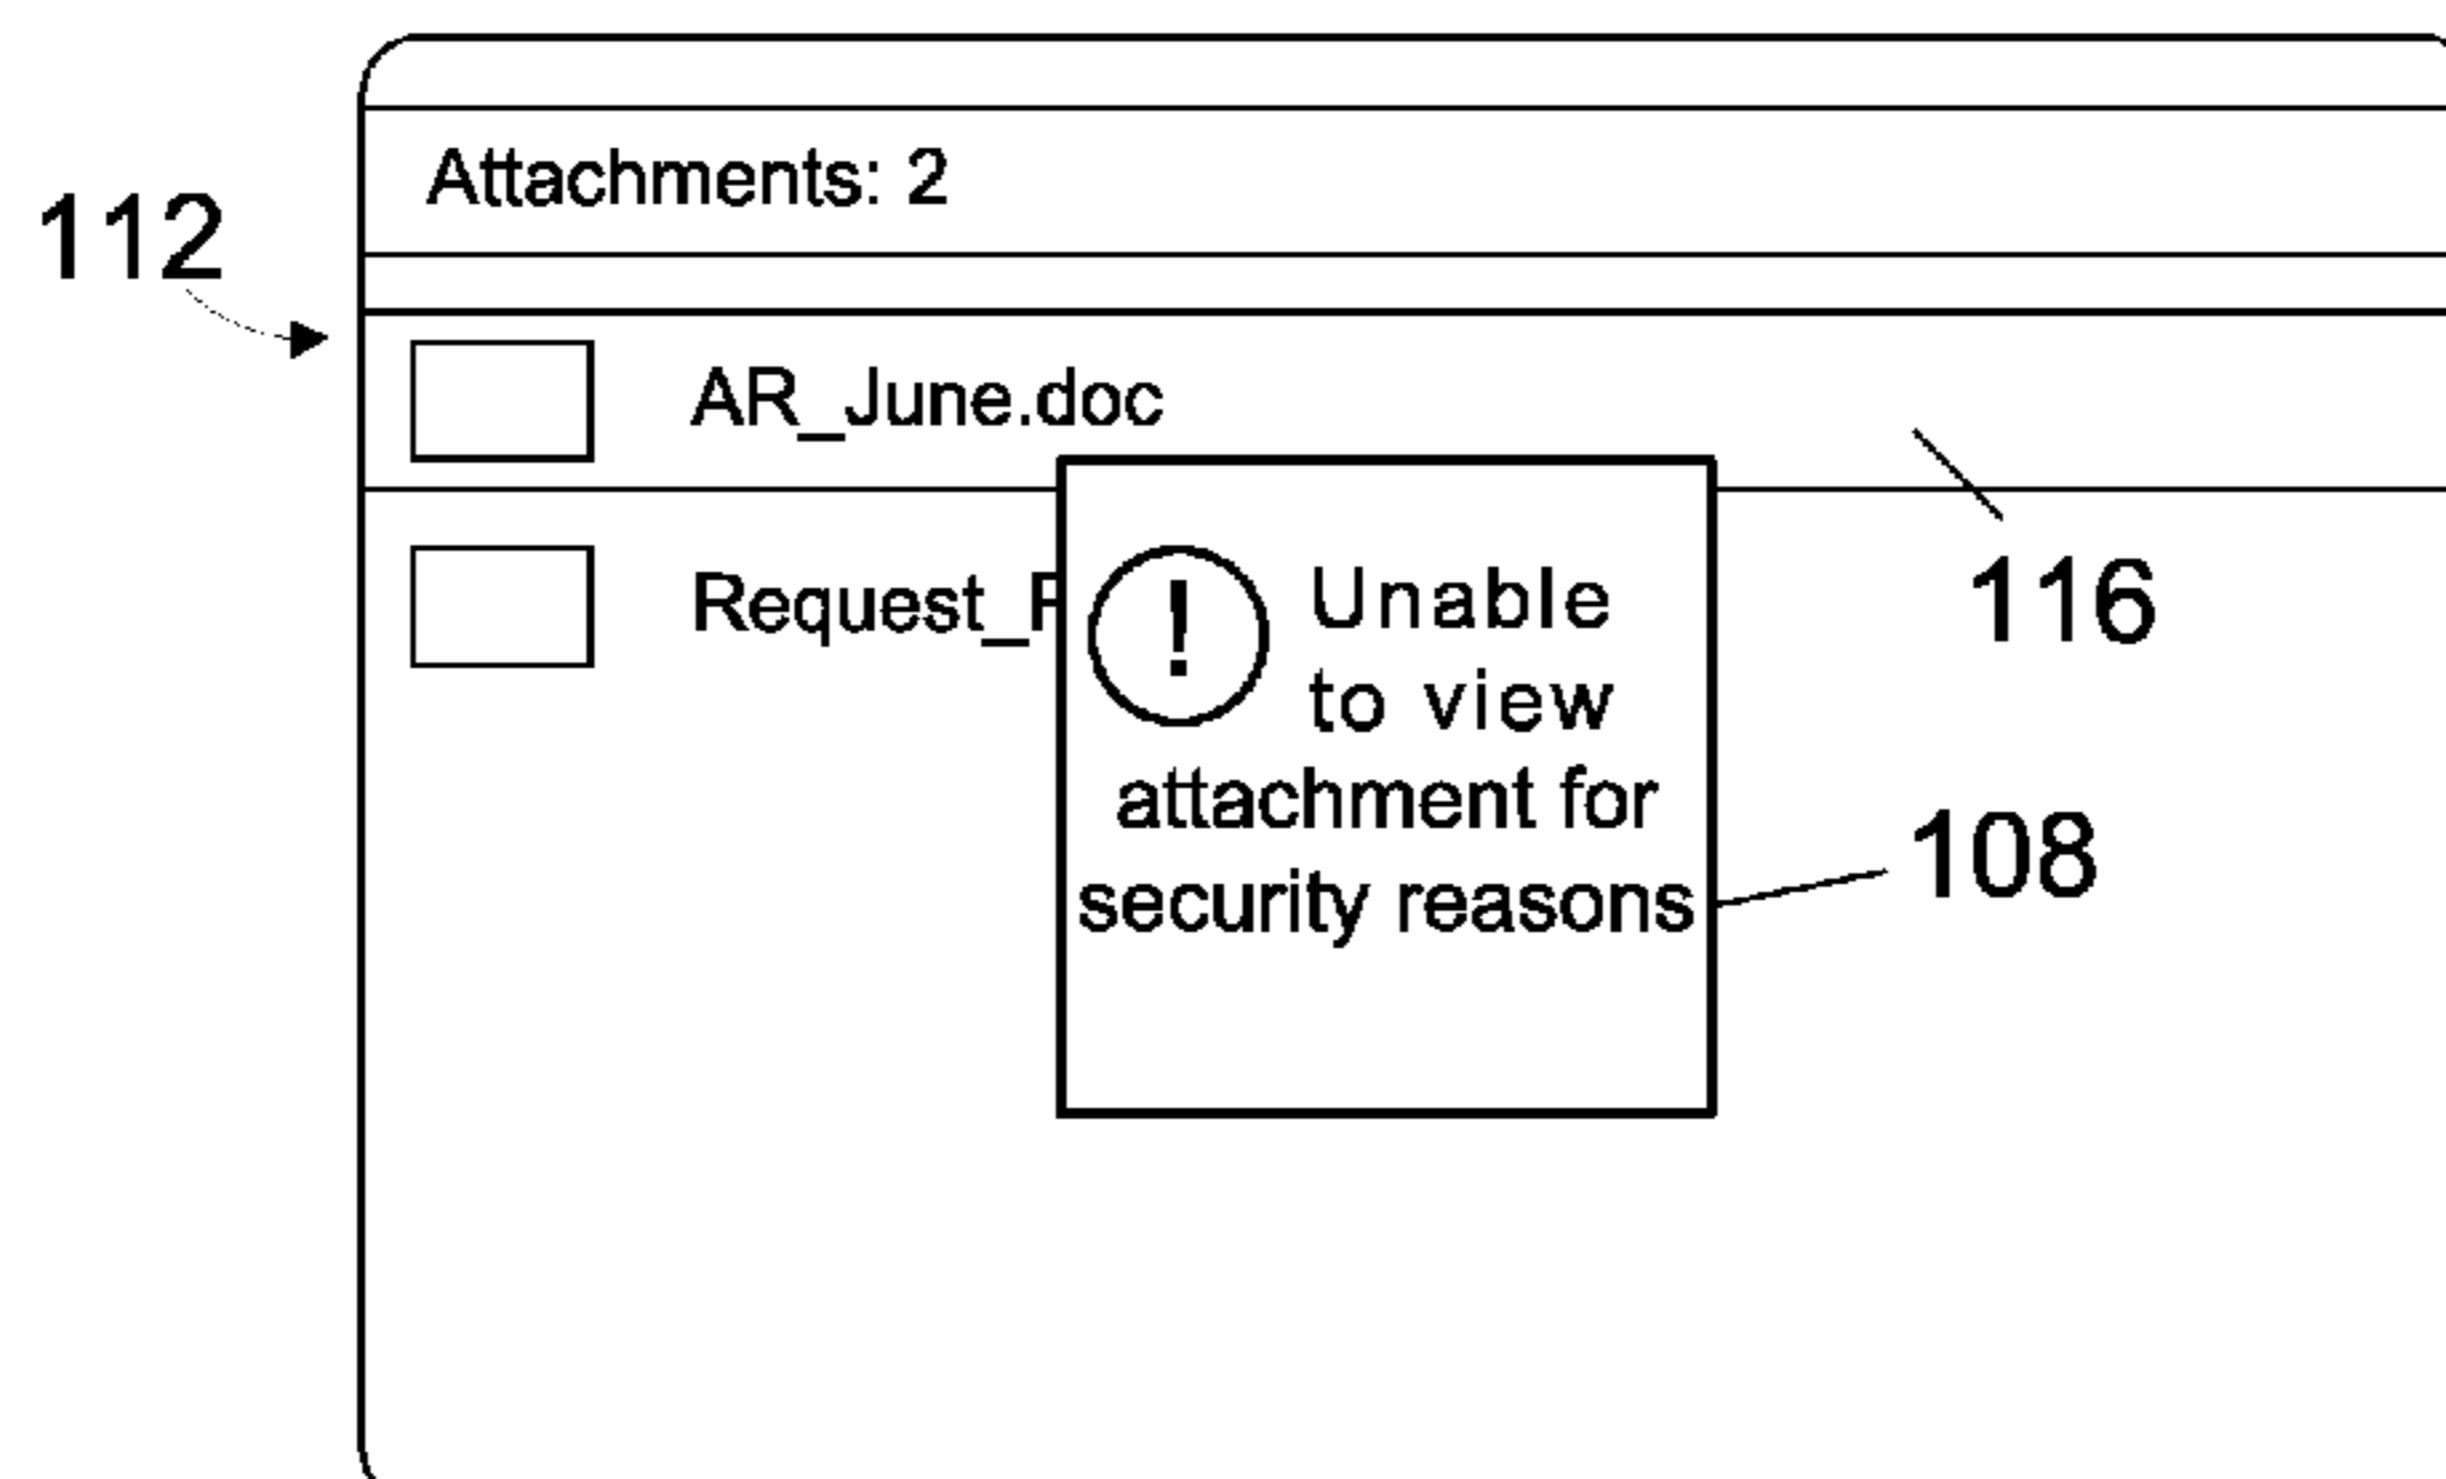 Attachments: 2
112
AR_June.doc
116
Request_
! Unable
to view
attachment for
security reasons
108